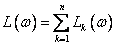 L(ϖ) = ∑_{k=1}^{n} L_k(ϖ)